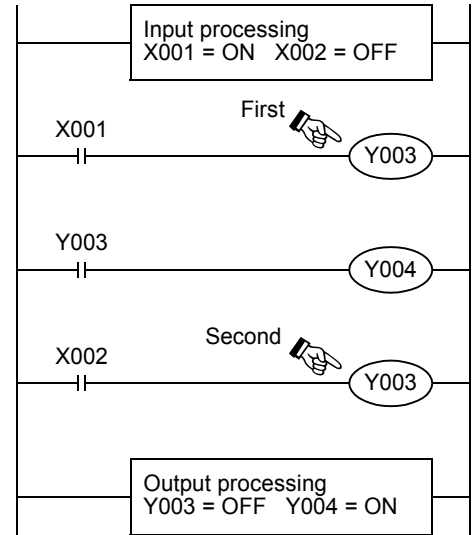 Input processing
X001 = ON X002 = OFF
First
X001
Y003
Y003
Y004
Second
X002
Y003
Output processing
Y003 = OFF Y004 = ON